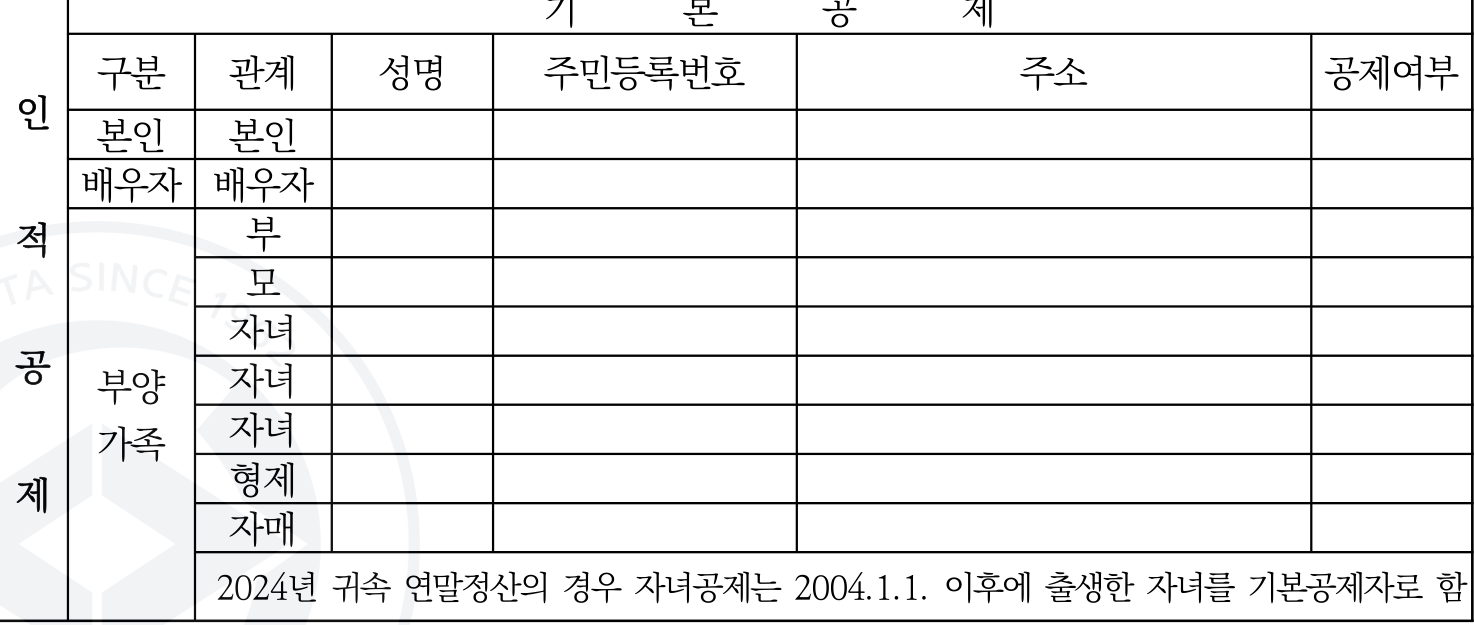 기 본 공 제
구분 관계 성명 주민등록번호 주소 공제여부
본인 본인
배우자 배우자
부
모
자녀
자녀
자녀
형제
자매
부양
가족
인
적
공
제
2024년 귀속 연말정산의 경우 자녀공제는 2004.1.1. 이후에 출생한 자녀를 기본공제자로 함
TA SINCE 19